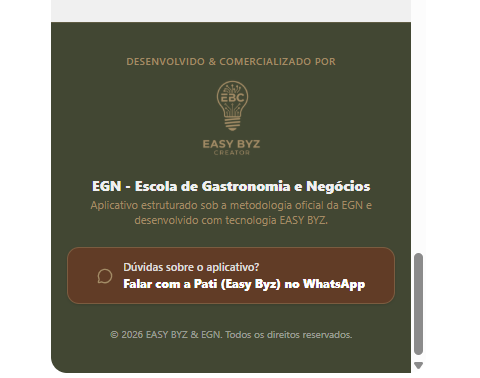 DESENVOLVIDO & COMERCIALIZADO POR
EBC
EASY BYZ
CREATOR
EGN - Escola de Gastronomia e Negócios
Aplicativo estruturado sob a metodologia oficial da EGN e
desenvolvido com tecnologia EASY BYZ.
Dúvidas sobre o aplicativo?
Falar com a Pati (Easy Byz) no WhatsApp
© 2026 EASY BYZ & EGN. Todos os direitos reservados.